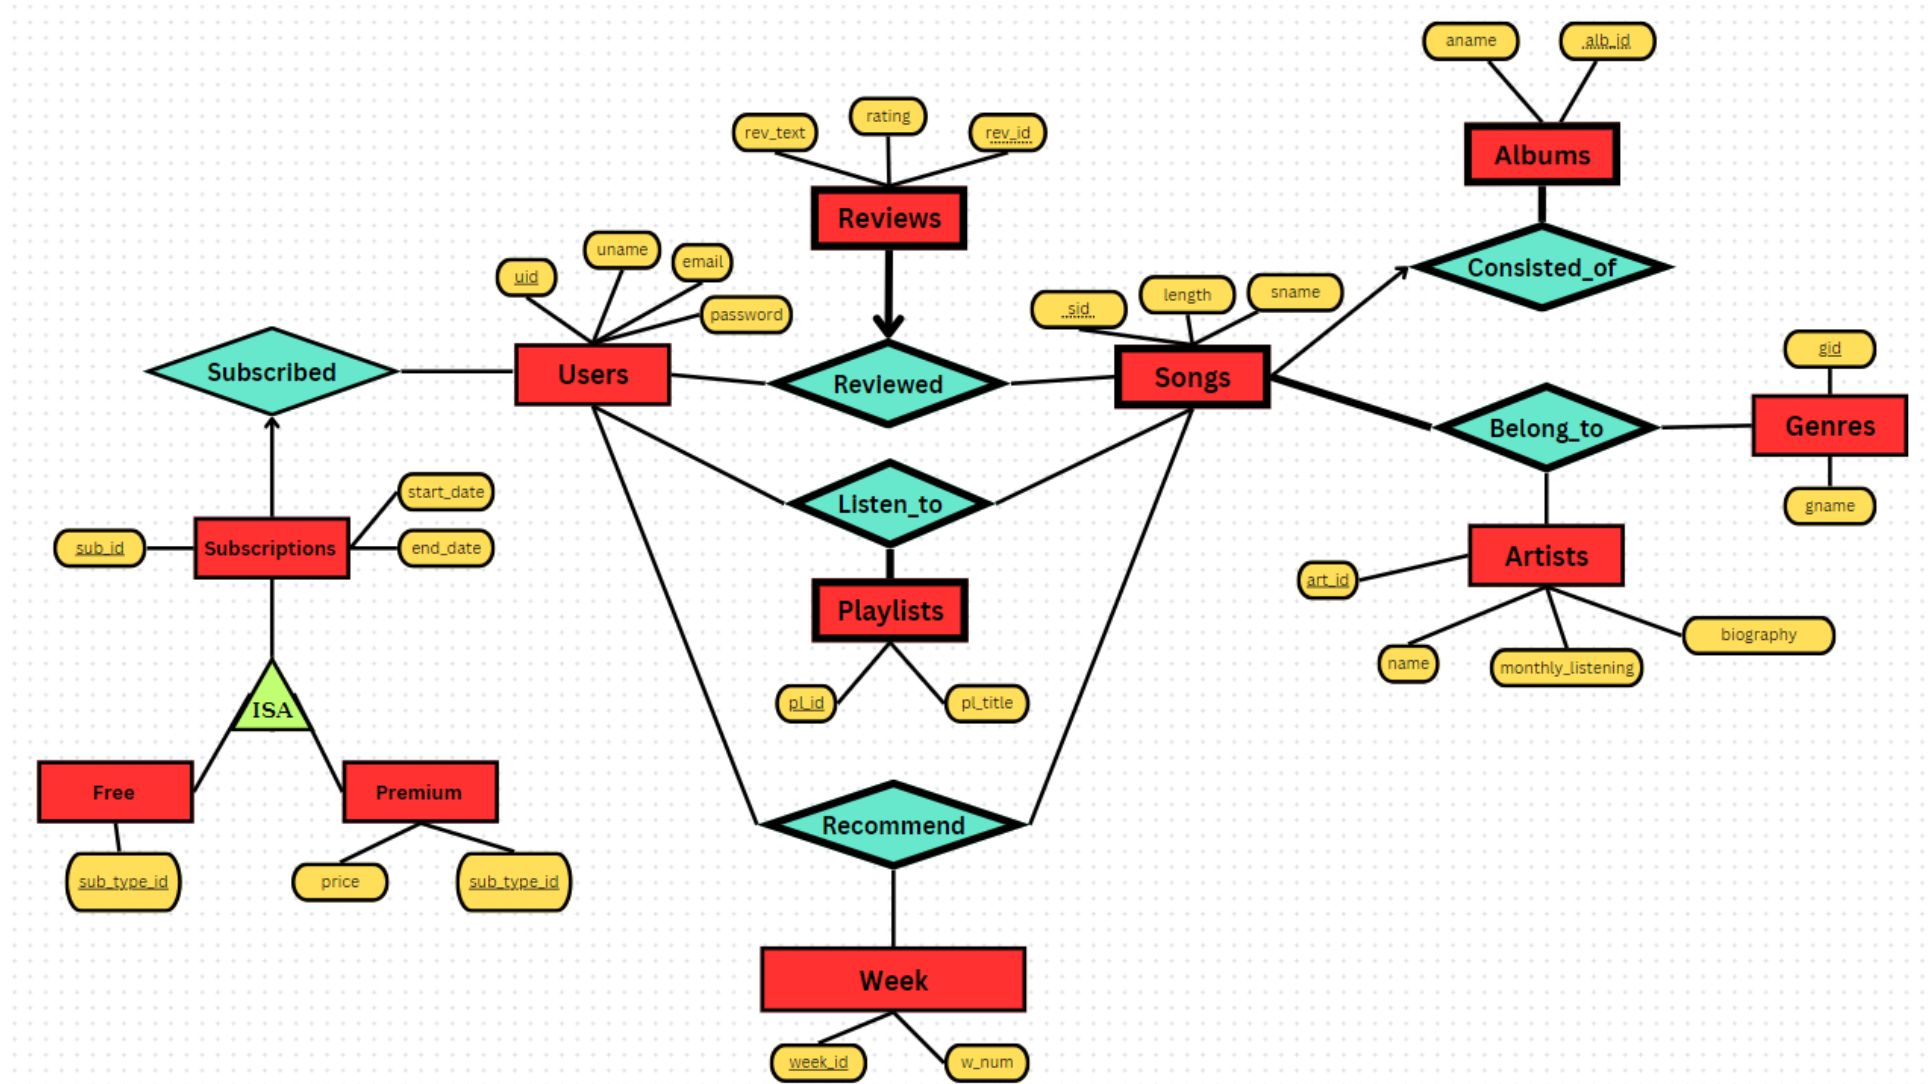 aname
alb_id
Albums
rev_text
rating
rev_id
Reviews
uid
uname
email
password
Users
Subscribed
Reviewed
sid
length
sname
Songs
Consisted_of
gid
Genres
gname
Belong_to
Listen_to
Playlists
pl_id
pl_title
start_date
sub_id
Subscriptions
end_date
Artists
art_id
name
monthly_listening
biography
ISA
Free
Premium
sub_type_id
price
sub_type_id
Recommend
Week
week_id
w_num